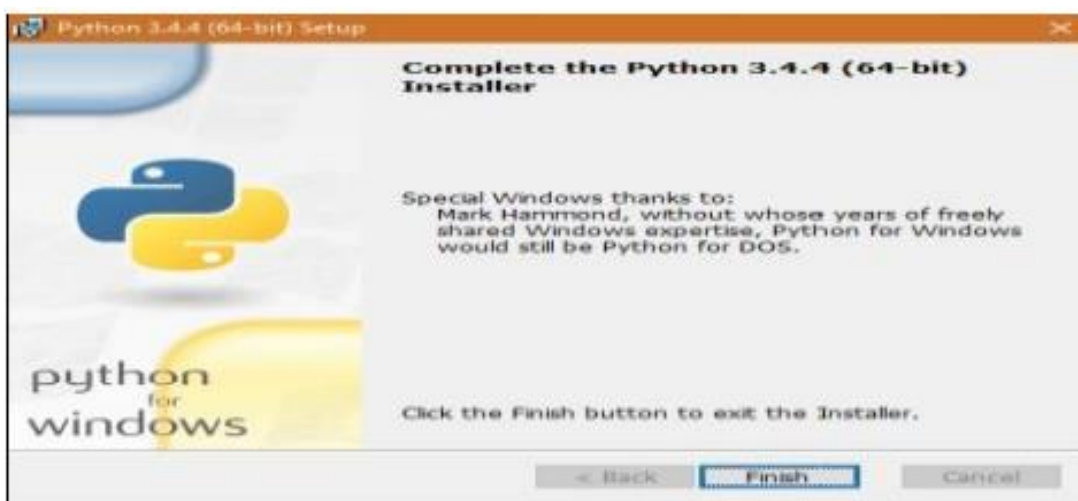 Python 3.4.4 (64-bit) Setup
Complete the Python 3.4.4 (64-bit)
Installer
Special Windows thanks to:
Mark Hammond, without whose years of freely
shared Windows expertise, Python for Windows
would still be Python for DOS.
python
for
windows
Click the Finish button to exit the Installer.
< Back
Finish
Cancel